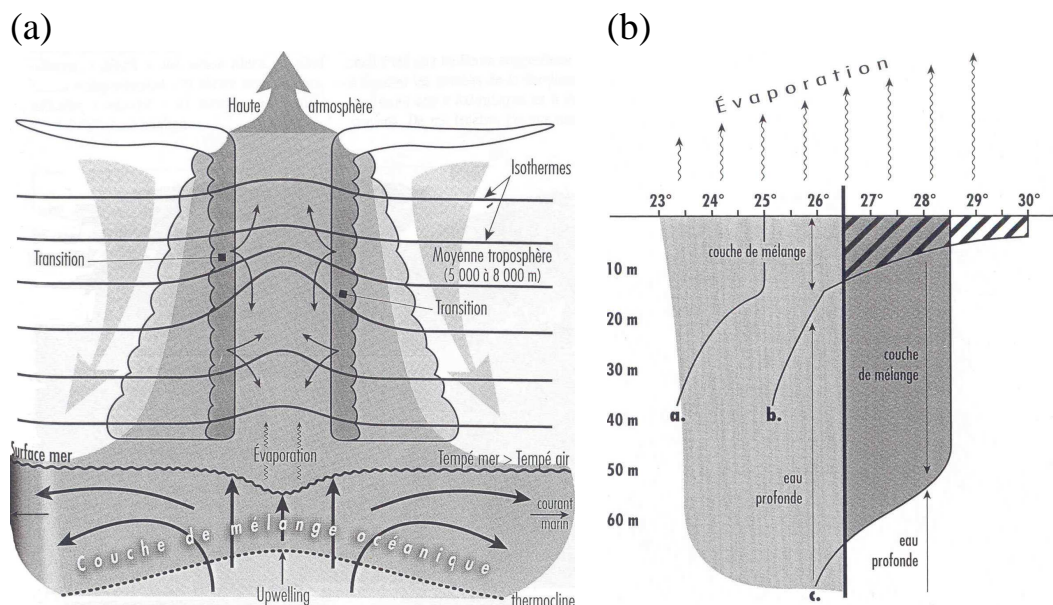 (a)
Haute atmosphère
Isothermes
Transition
Moyenne troposphère
(5 000 à 8 000 m)
Transition
Surface mer
Évaporation
Tempé mer > Tempé air
courant
marin
Couche de mélange océanique
Upwelling
thermocline
(b)
Évaporation
23° 24° 25° 26° 27° 28° 29° 30°
couche de mélange
10 m
20 m
30 m
40 m
50 m
60 m
couche
de mélange
a.
b.
eau
profonde
eau
profonde
c.